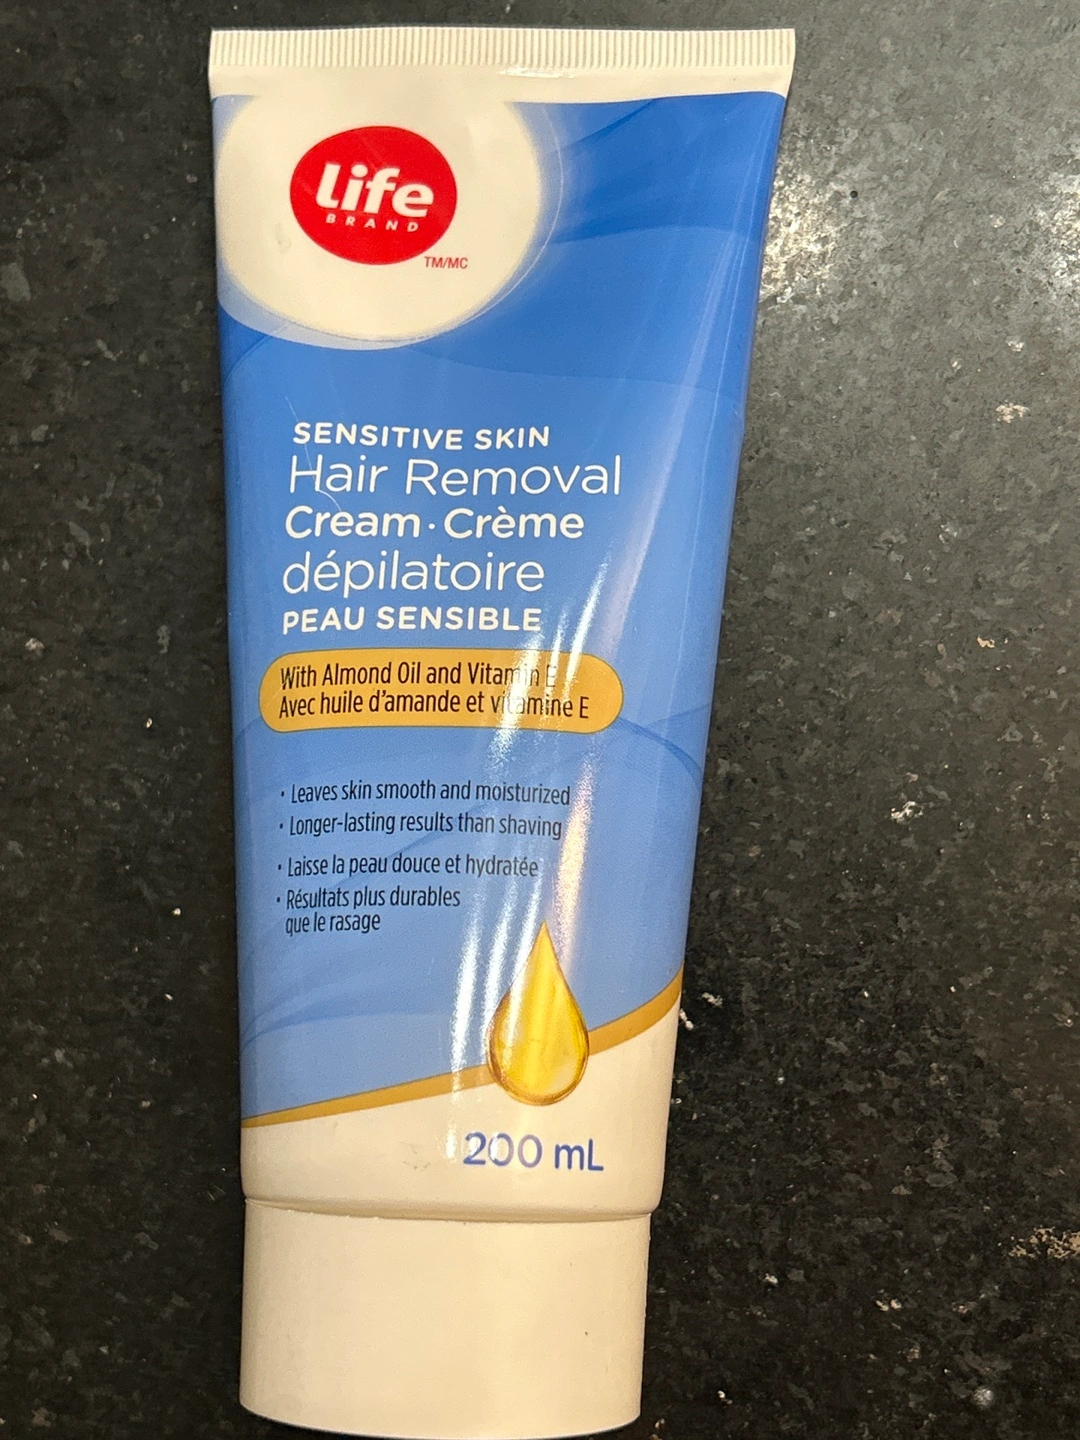 Life
BRAND
TM/MC
SENSITIVE SKIN
Hair Removal
Cream · Crème
dépilatoire
PEAU SENSIBLE
With Almond Oil and Vitamin E
Avec huile d'amande et vitamine E
• Leaves skin smooth and moisturized
• Longer-lasting results than shaving
• Laisse la peau douce et hydratée
• Résultats plus durables
que le rasage
200 mL